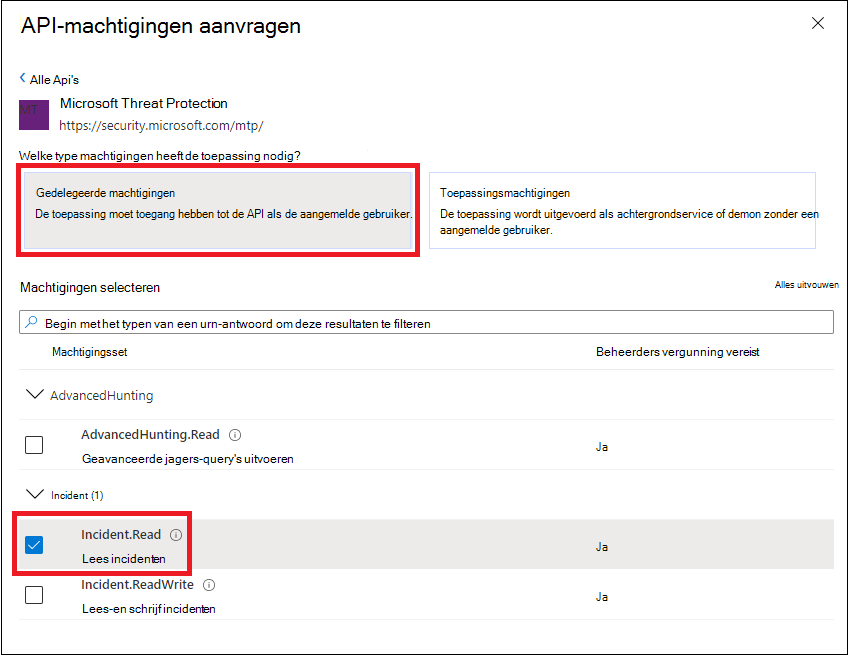 API-machtigingen aanvragen
Alle Api's
MT
Microsoft Threat Protection
https://security.microsoft.com/mtp/
Welke type machtigingen heeft de toepassing nodig?
Gedelegeerde machtigingen
De toepassing moet toegang hebben tot de API als de aangemelde gebruiker.
Toepassingsmachtigingen
De toepassing wordt uitgevoerd als achtergrondservice of demon zonder een
aangemelde gebruiker.
Machtigingen selecteren
Alles uitvouwen
Begin met het typen van een urn-antwoord om deze resultaten te filteren
Machtigingsset
Beheerders vergunning vereist
AdvancedHunting
AdvancedHunting.Read
Geavanceerde jagers-query's uitvoeren
Ja
Incident (1)
Incident.Read
Lees incidenten
Ja
Incident.ReadWrite
Lees-en schrijf incidenten
Ja